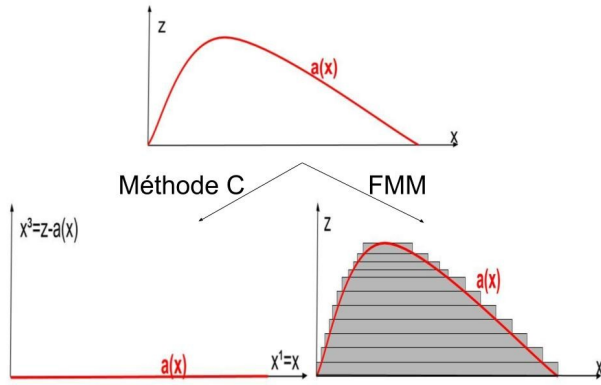 z
a(x)
x
Méthode C
FMM
x³=z-a(x)
a(x)
x¹=x
z
a(x)
x